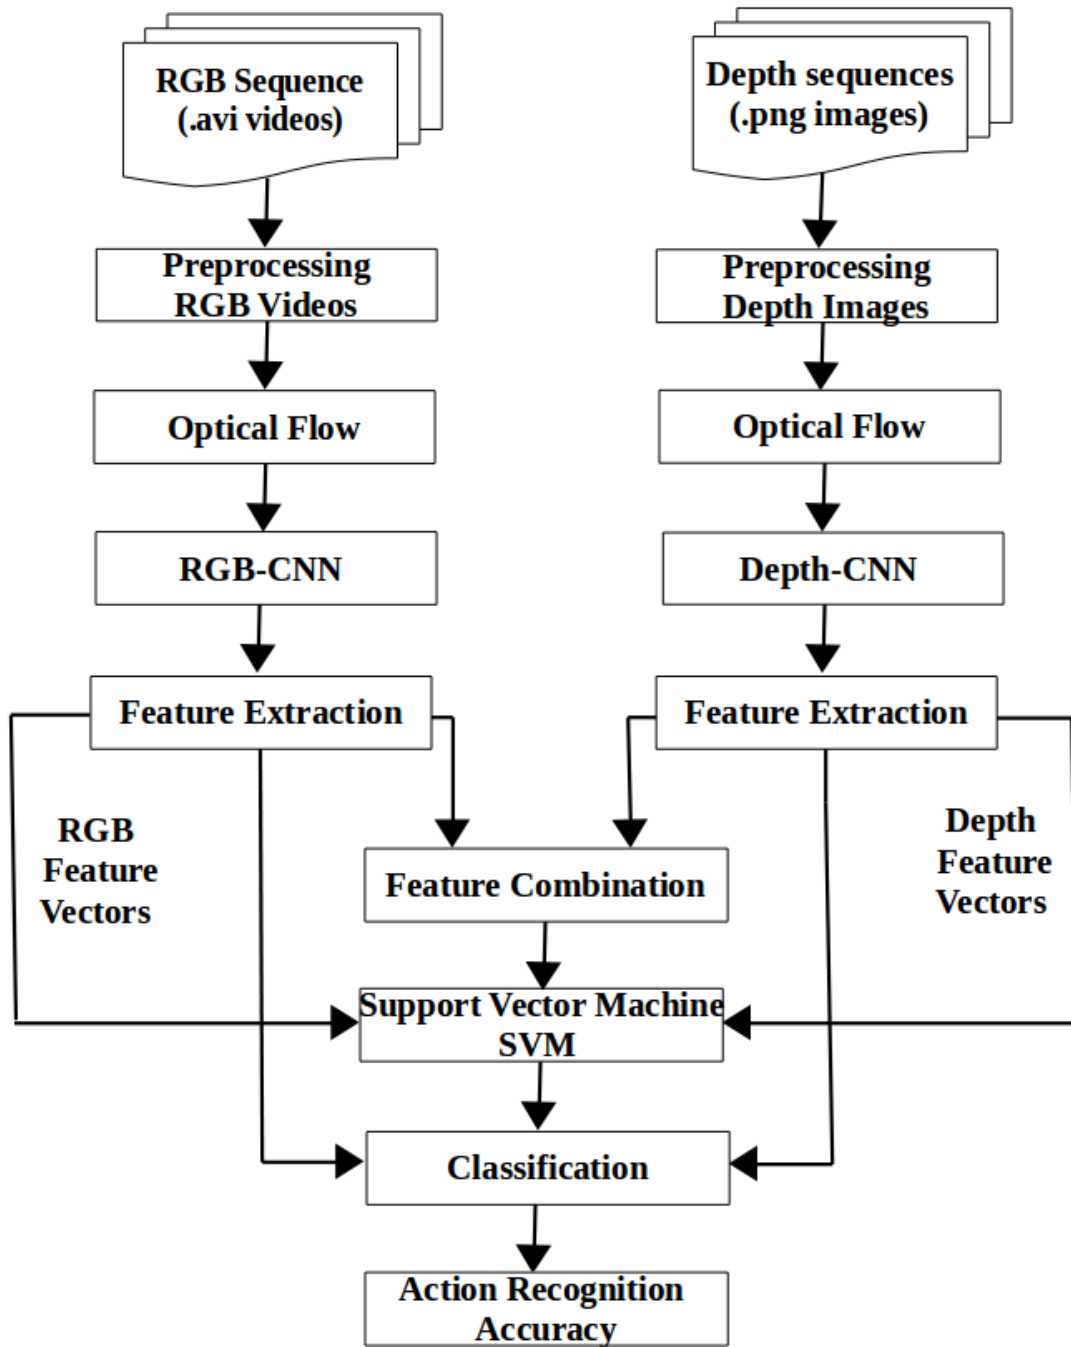 RGB Sequence
(.avi videos)
Depth sequences
(.png images)
Preprocessing
RGB Videos
Preprocessing
Depth Images
Optical Flow
Optical Flow
RGB-CNN
Depth-CNN
Feature Extraction
Feature Extraction
RGB
Feature
Vectors
Depth
Feature
Vectors
Feature Combination
Support Vector Machine
SVM
Classification
Action Recognition
Accuracy